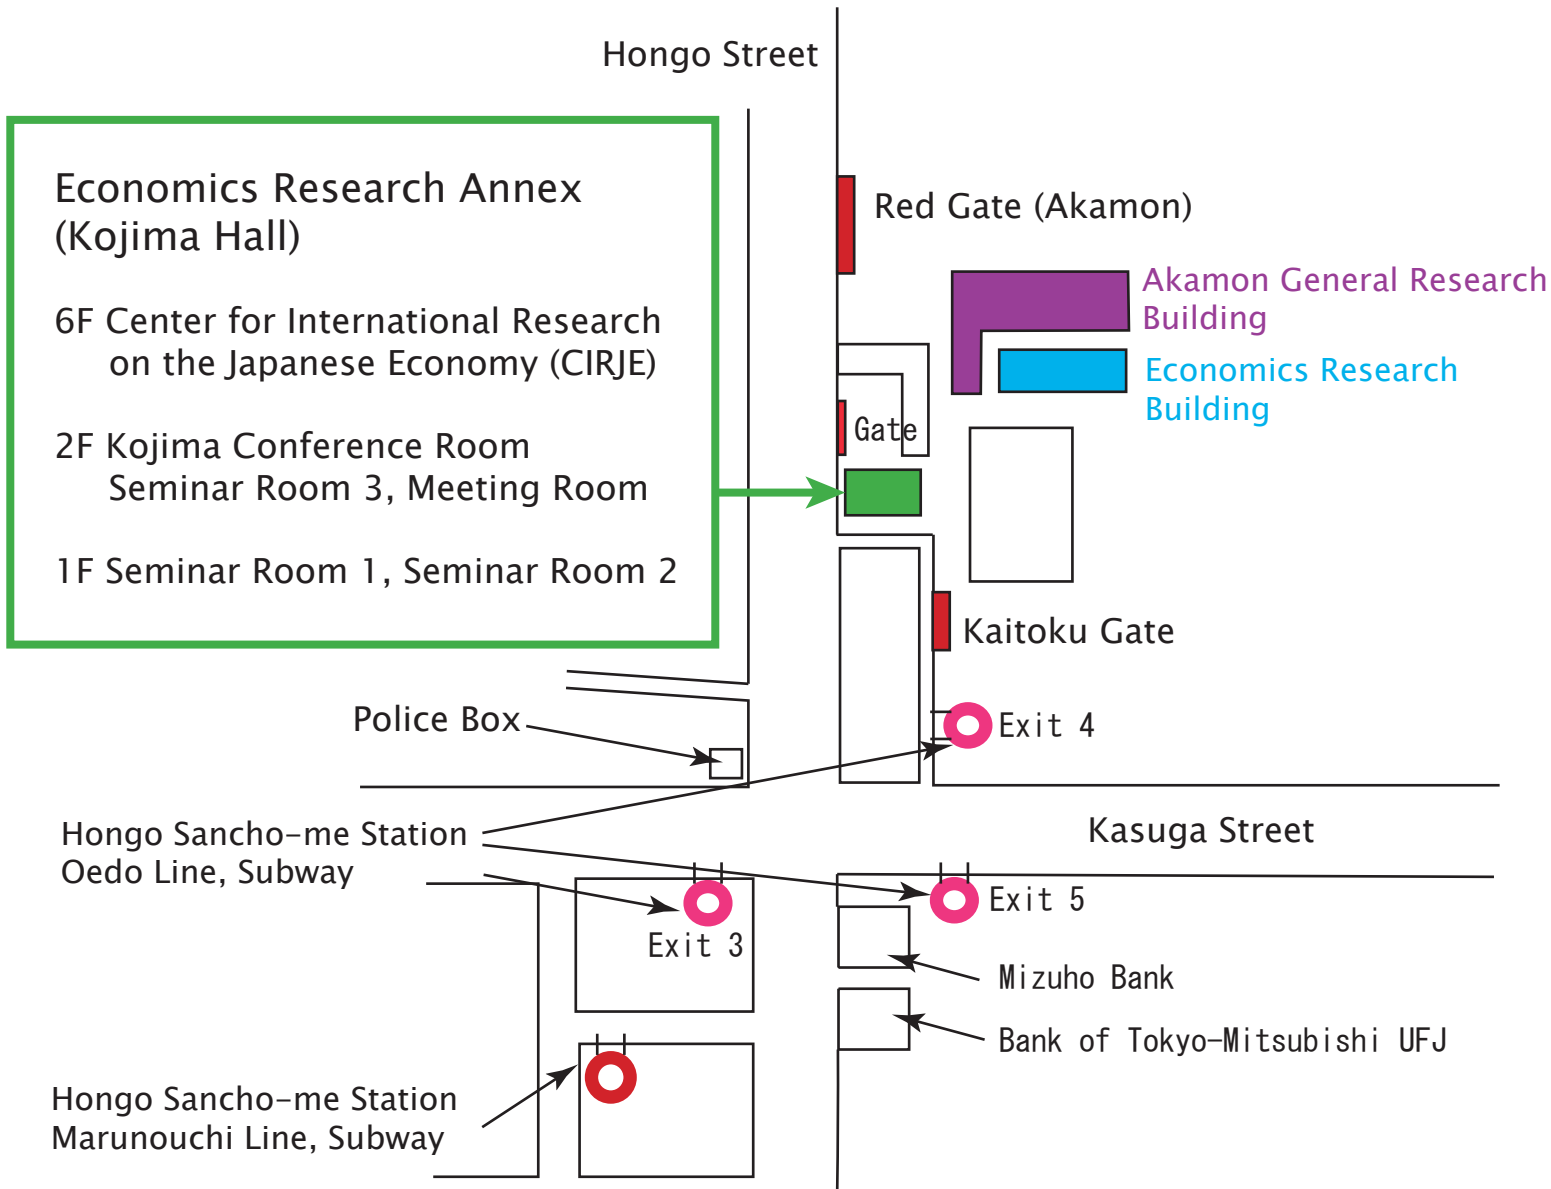 Hongo Street
Economics Research Annex
(Kojima Hall)
6F Center for International Research
on the Japanese Economy (CIRJE)
2F Kojima Conference Room
Seminar Room 3, Meeting Room
1F Seminar Room 1, Seminar Room 2
Red Gate (Akamon)
Akamon General Research
Building
Economics Research
Building
Gate
Kaitoku Gate
Police Box
Exit 4
Hongo Sancho-me Station
Oedo Line, Subway
Kasuga Street
Exit 5
Exit 3
Mizuho Bank
Bank of Tokyo-Mitsubishi UFJ
Hongo Sancho-me Station
Marunouchi Line, Subway